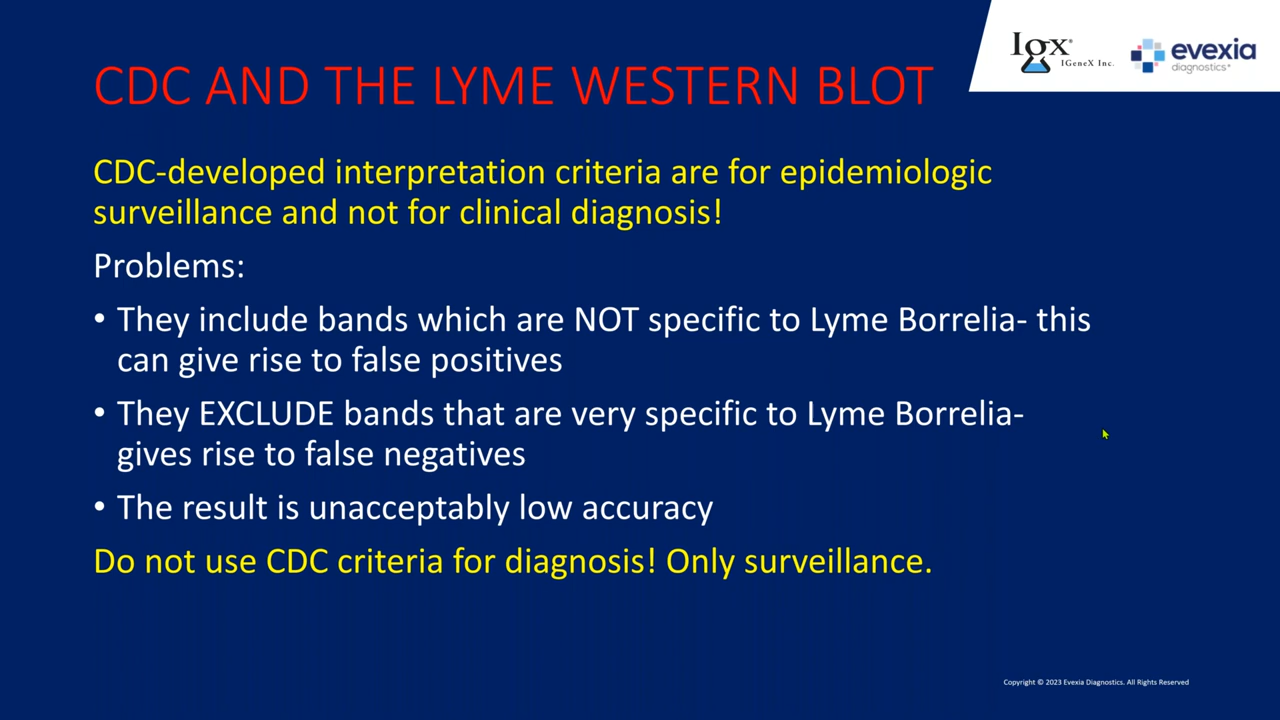 Igx®
IGeneX Inc.
evexia
diagnostics+
CDC AND THE LYME WESTERN BLOT
CDC-developed interpretation criteria are for epidemiologic
surveillance and not for clinical diagnosis!
Problems:
• They include bands which are NOT specific to Lyme Borrelia- this
can give rise to false positives
• They EXCLUDE bands that are very specific to Lyme Borrelia-
gives rise to false negatives
• The result is unacceptably low accuracy
Do not use CDC criteria for diagnosis! Only surveillance.
Copyright © 2023 Evexia Diagnostics. All Rights Reserved